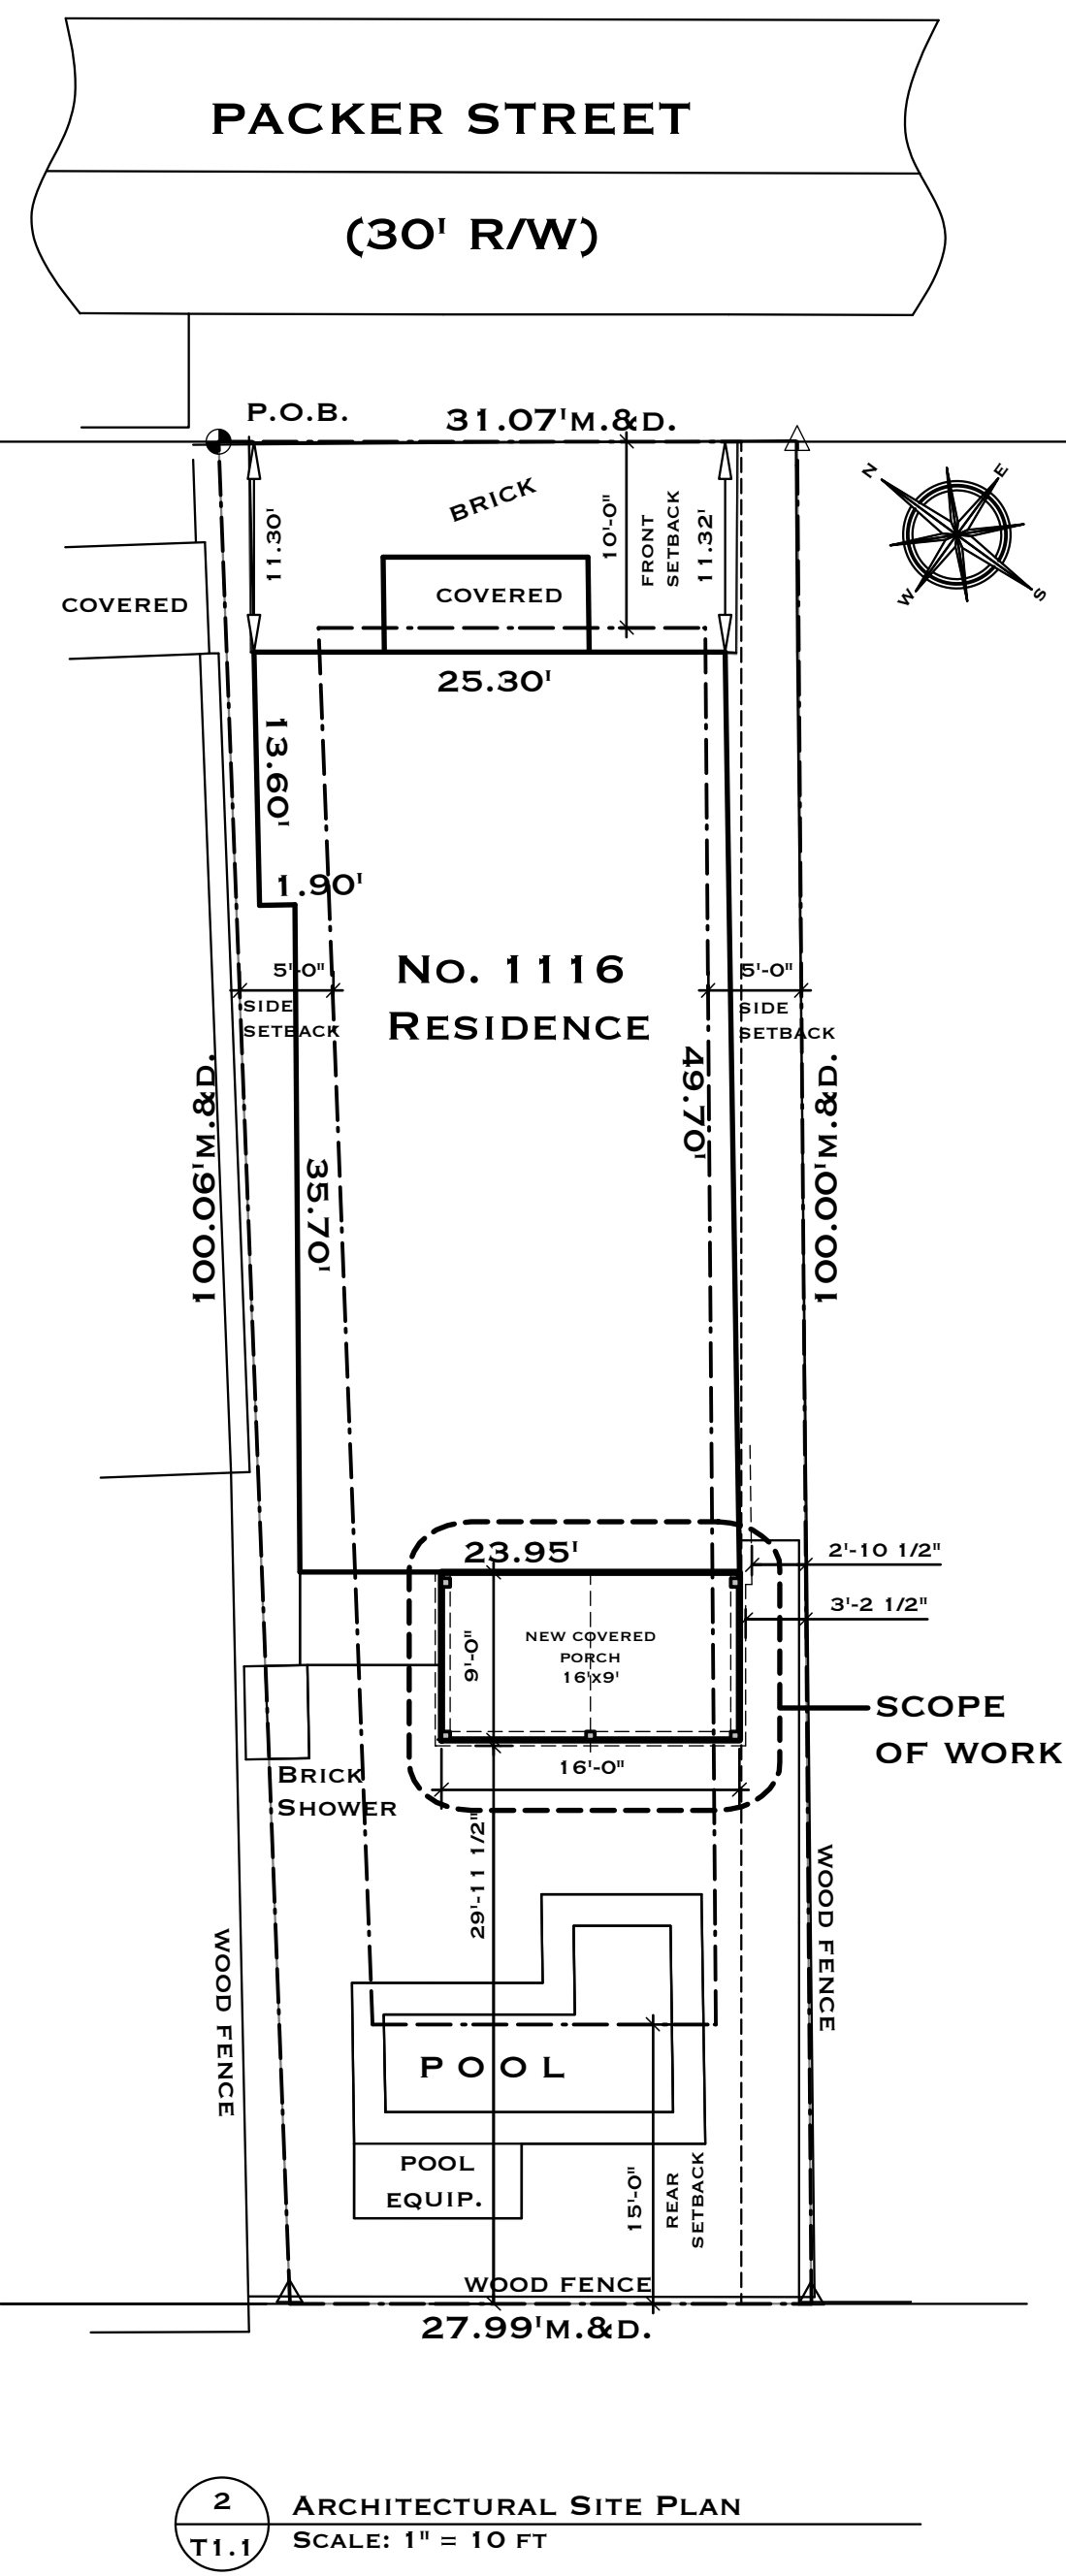 PACKER STREET
(30' R/W)
P.O.B.
31.07'M.&D.
BRICK
11.30'
10'-0"
FRONT
SETBACK
11.32'
N
E
W
S
COVERED
COVERED
25.30'
13.60'
1.90'
No. 1116
RESIDENCE
5'-0"
SIDE
SETBACK
5'-0"
SIDE
SETBACK
49.70'
100.06'M.&D.
100.00'M.&D.
35.70'
23.95'
2'-10 1/2"
3'-2 1/2"
NEW COVERED
PORCH
16'x9'
9'-0"
SCOPE
OF WORK
16'-0"
BRICK
SHOWER
29'-11 1/2"
WOOD FENCE
WOOD FENCE
POOL
POOL
EQUIP.
15'-0"
REAR
SETBACK
WOOD FENCE
27.99'M.&D.
2
T1.1
ARCHITECTURAL SITE PLAN
SCALE: 1" = 10 FT